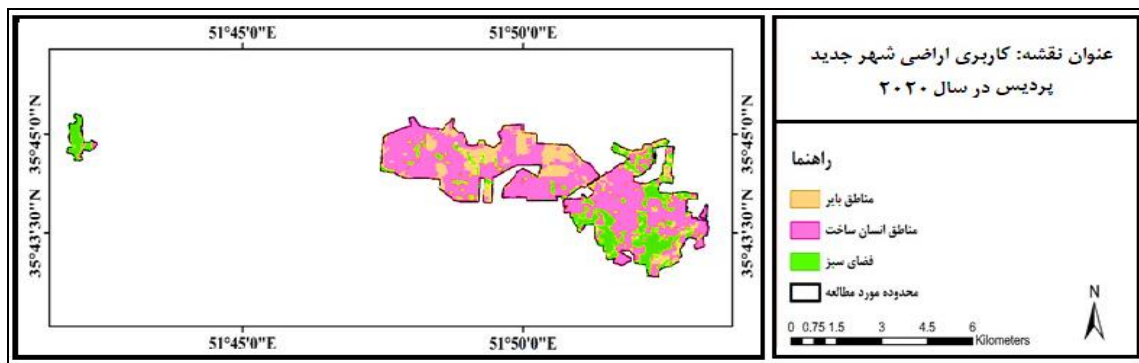 51°45'0"E
51°50'0"E
35°45'0"N
35°43'30"N
35°45'0"N
35°43'30"N
51°45'0"E
51°50'0"E
عنوان نقشه: کاربری اراضی شهر جدید
پردیس در سال ۲۰۲۰
راهنما
مناطق بایر
مناطق انسان ساخت
فضای سبز
محدوده مورد مطالعه
N
0 0.75 1.5 3 4.5 6
Kilometers